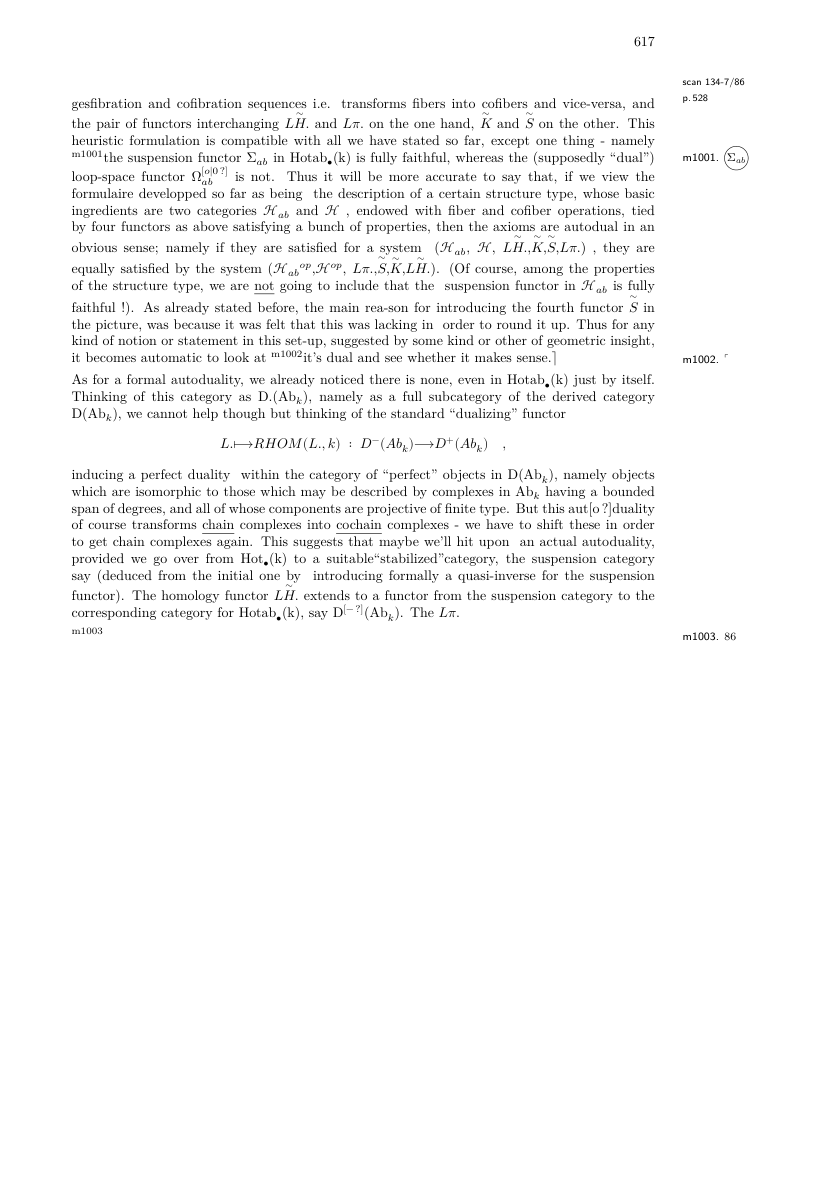 617
scan 134-7/86
p. 528
gesfibration and cofibration sequences i.e. transforms fibers into cofibers and vice-versa, and
the pair of functors interchanging LH̃. and Lπ. on the one hand, K̃ and S̃ on the other. This
heuristic formulation is compatible with all we have stated so far, except one thing - namely
m1001the suspension functor Σab in Hotab•(k) is fully faithful, whereas the (supposedly “dual”)
m1001. Σab
loop-space functor Ωab[o|0 ?] is not. Thus it will be more accurate to say that, if we view the
formulaire developped so far as being the description of a certain structure type, whose basic
ingredients are two categories ℋab and ℋ , endowed with fiber and cofiber operations, tied
by four functors as above satisfying a bunch of properties, then the axioms are autodual in an
obvious sense; namely if they are satisfied for a system (ℋab, ℋ, LH̃.,K̃,S̃,Lπ.) , they are
equally satisfied by the system (ℋab op,ℋop, Lπ.,S̃,K̃,LH̃.). (Of course, among the properties
of the structure type, we are not going to include that the suspension functor in ℋab is fully
faithful !). As already stated before, the main rea-son for introducing the fourth functor S̃ in
the picture, was because it was felt that this was lacking in order to round it up. Thus for any
kind of notion or statement in this set-up, suggested by some kind or other of geometric insight,
it becomes automatic to look at m1002it’s dual and see whether it makes sense.⌉
m1002. ⌜
As for a formal autoduality, we already noticed there is none, even in Hotab•(k) just by itself.
Thinking of this category as D.(Abk), namely as a full subcategory of the derived category
D(Abk), we cannot help though but thinking of the standard “dualizing” functor
L.⟼RHOM(L., k) : D−(Abk)⟶D+(Abk) ,
inducing a perfect duality within the category of “perfect” objects in D(Abk), namely objects
which are isomorphic to those which may be described by complexes in Abk having a bounded
span of degrees, and all of whose components are projective of finite type. But this aut[o ?]duality
of course transforms chain complexes into cochain complexes - we have to shift these in order
to get chain complexes again. This suggests that maybe we’ll hit upon an actual autoduality,
provided we go over from Hot•(k) to a suitable“stabilized”category, the suspension category
say (deduced from the initial one by introducing formally a quasi-inverse for the suspension
functor). The homology functor LH̃. extends to a functor from the suspension category to the
corresponding category for Hotab•(k), say D[− ?](Abk). The Lπ.
m1003
m1003. 86